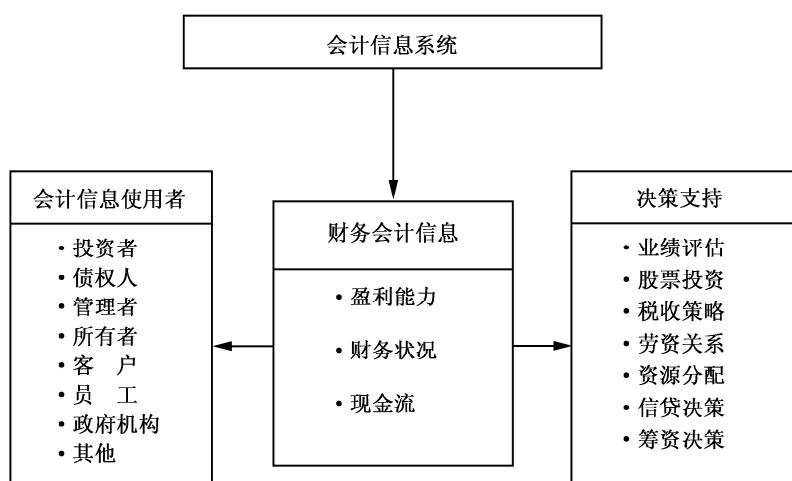 会计信息系统
会计信息使用者
· 投资者
· 债权人
· 管理者
· 所有者
· 客　户
· 员　工
· 政府机构
· 其他
财务会计信息
· 盈利能力
· 财务状况
· 现金流
决策支持
· 业绩评估
· 股票投资
· 税收策略
· 劳资关系
· 资源分配
· 信贷决策
· 筹资决策